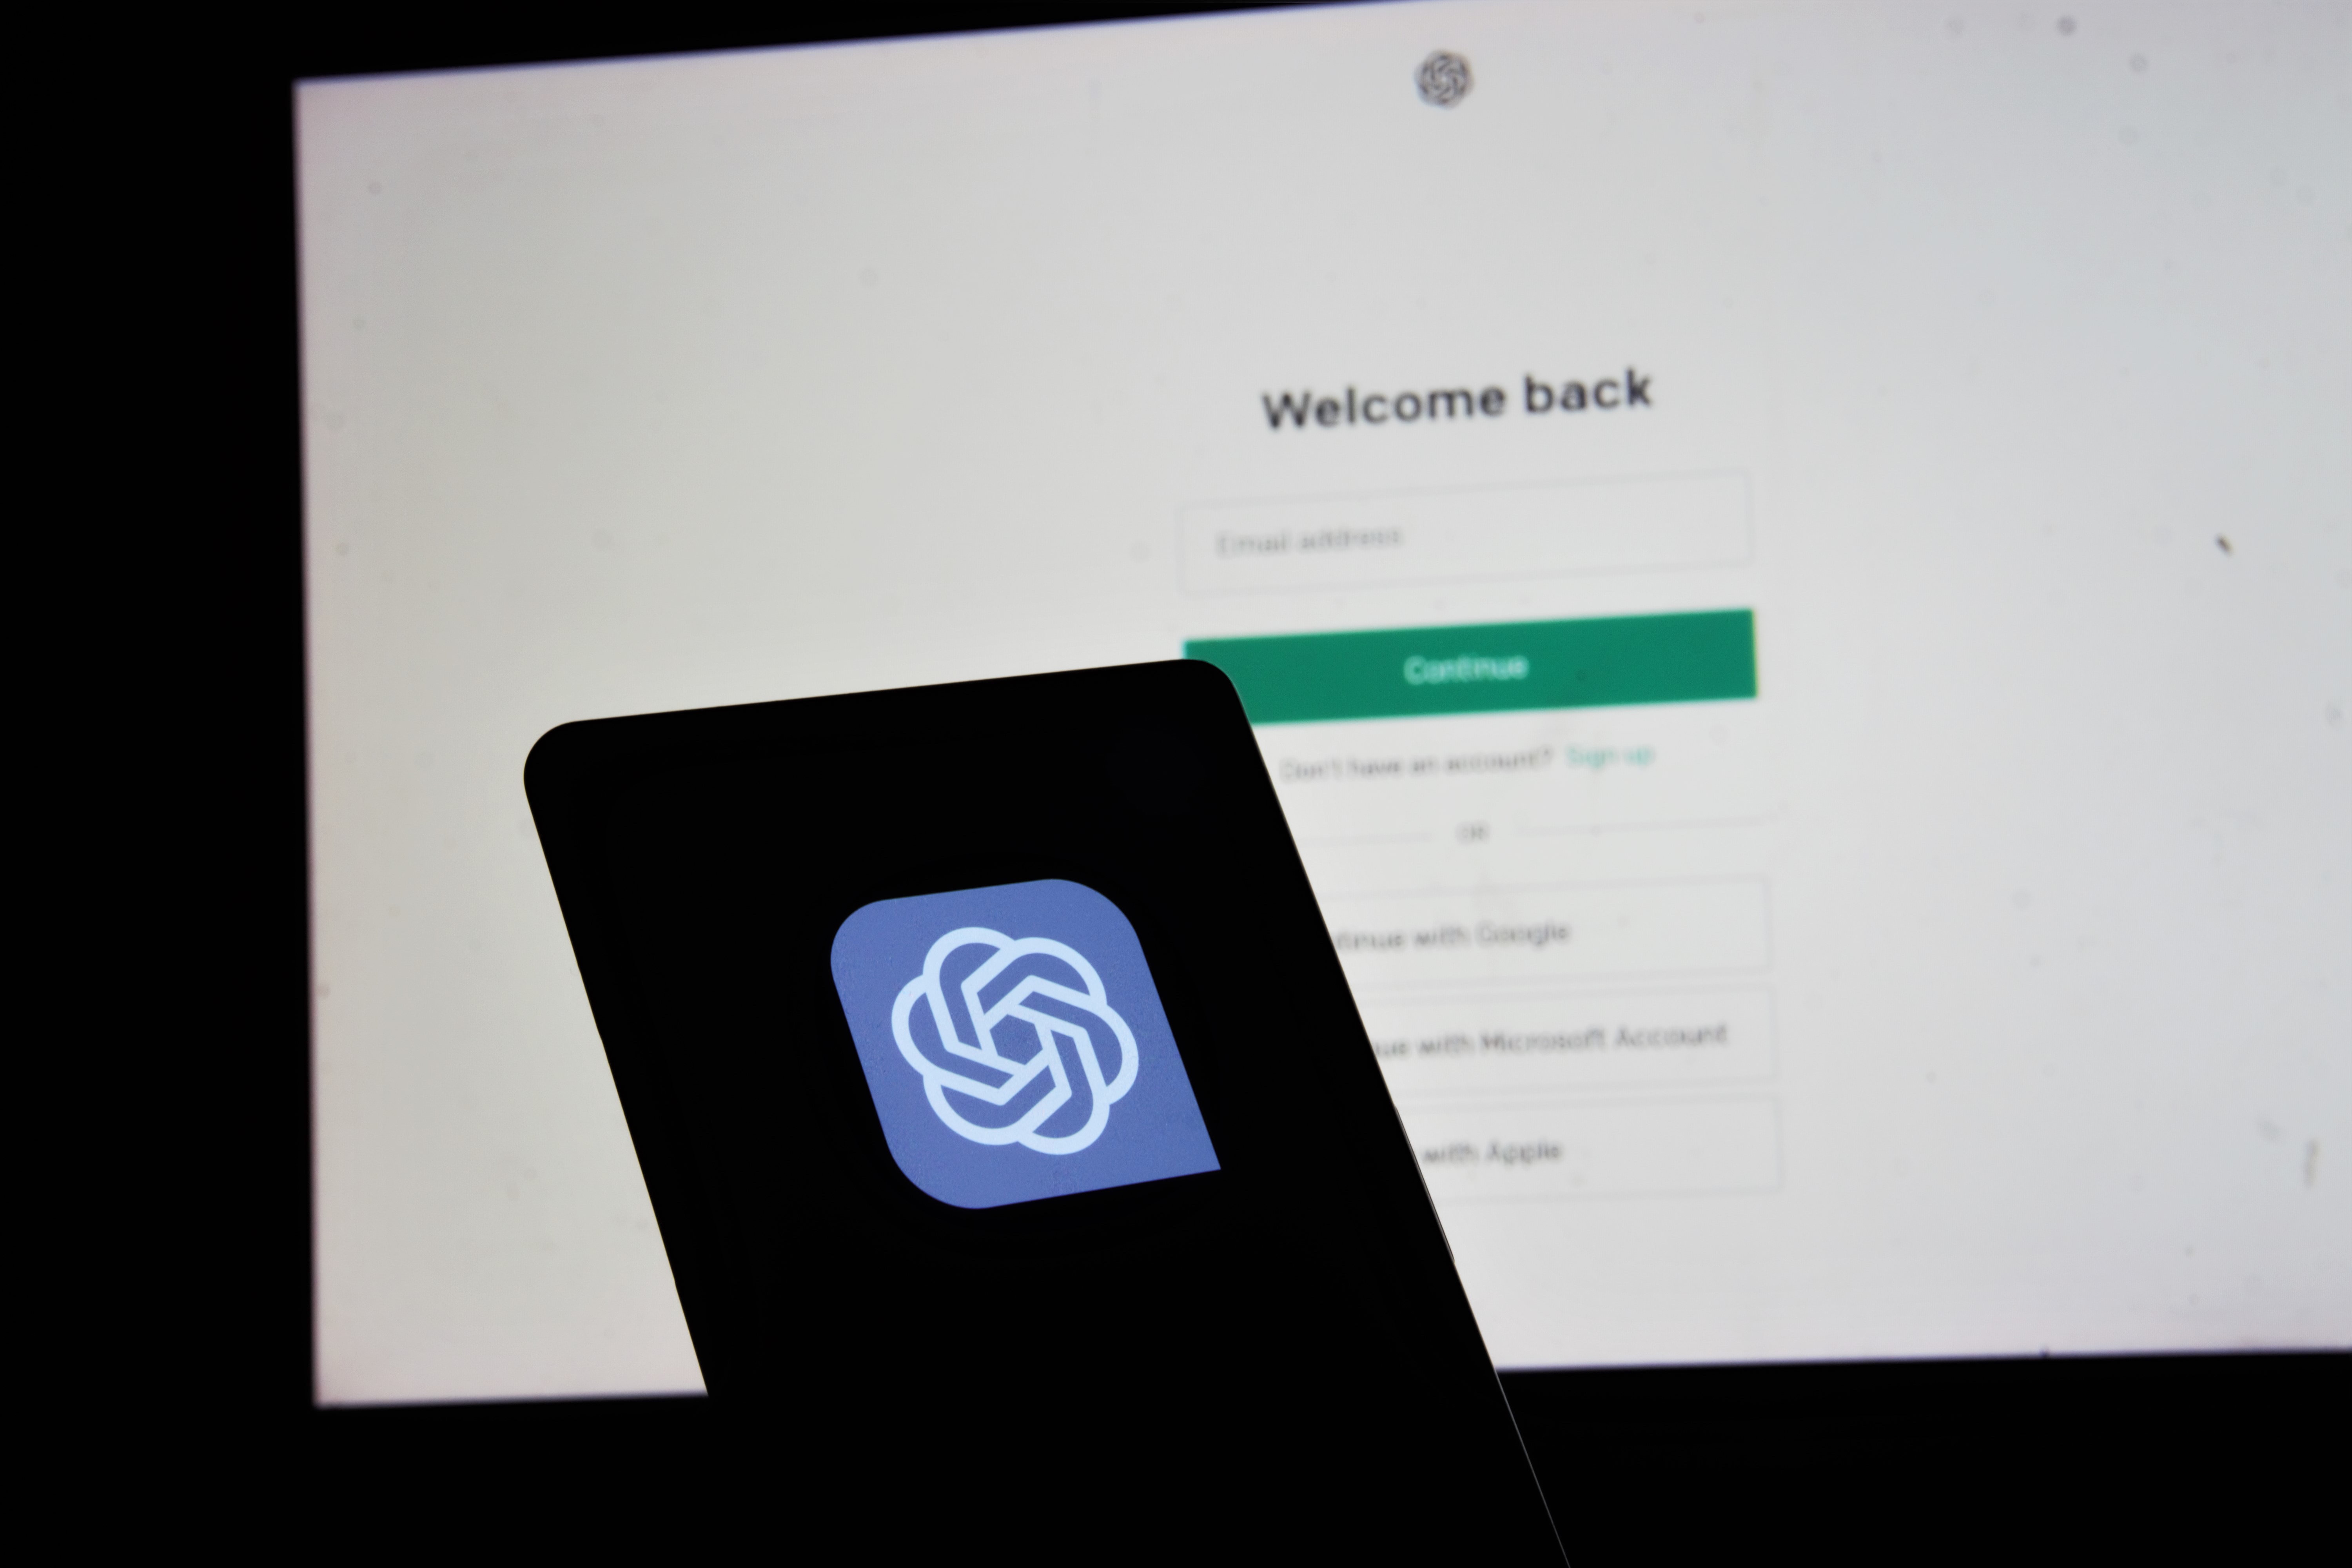 Welcome back
Email address
Continue
Don't have an account? Sign up
OR
tinue with Google
ue with Microsoft Account
with Apple